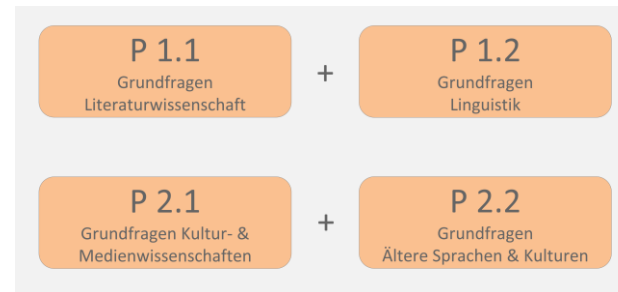 P 1.1
Grundfragen
Literaturwissenschaft
+
P 1.2
Grundfragen
Linguistik
P 2.1
Grundfragen Kultur- &
Medienwissenschaften
+
P 2.2
Grundfragen
Ältere Sprachen & Kulturen